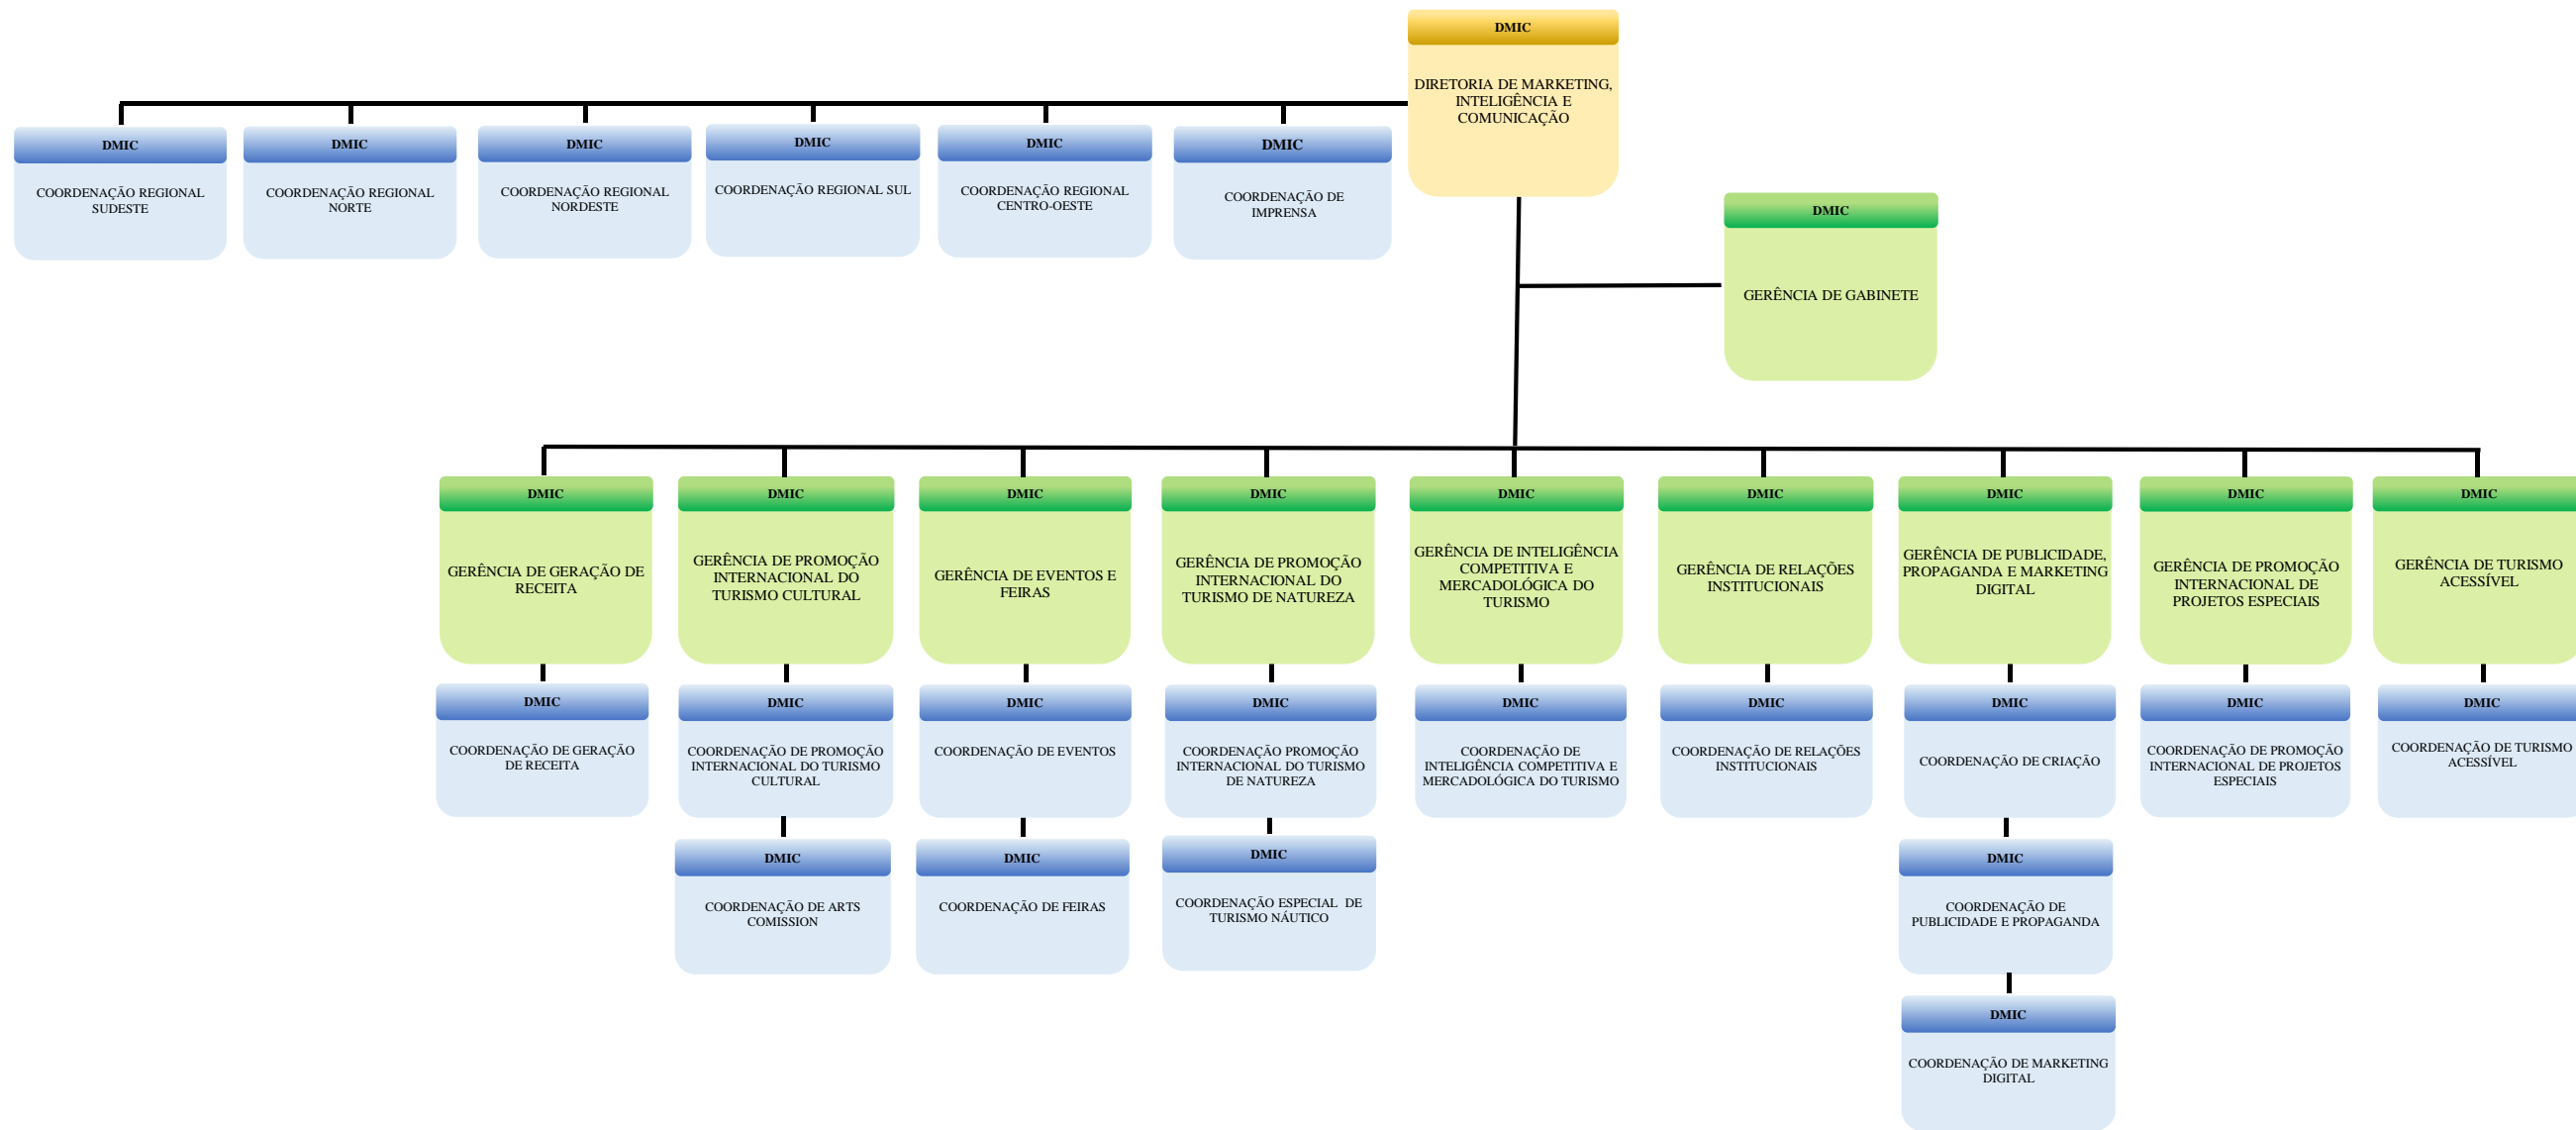 DMIC
DIRETORIA DE MARKETING,
INTELIGÊNCIA E
COMUNICAÇÃO
DMIC
COORDENAÇÃO REGIONAL
SUDESTE
DMIC
COORDENAÇÃO REGIONAL
NORTE
DMIC
COORDENAÇÃO REGIONAL
NORDESTE
DMIC
COORDENAÇÃO REGIONAL SUL
DMIC
COORDENAÇÃO REGIONAL
CENTRO-OESTE
DMIC
COORDENAÇÃO DE
IMPRENSA
DMIC
GERÊNCIA DE GABINETE
DMIC
GERÊNCIA DE GERAÇÃO DE
RECEITA
DMIC
GERÊNCIA DE PROMOÇÃO
INTERNACIONAL DO
TURISMO CULTURAL
DMIC
GERÊNCIA DE EVENTOS E
FEIRAS
DMIC
GERÊNCIA DE PROMOÇÃO
INTERNACIONAL DO
TURISMO DE NATUREZA
DMIC
GERÊNCIA DE INTELIGÊNCIA
COMPETITIVA E
MERCADOLÓGICA DO
TURISMO
DMIC
GERÊNCIA DE RELAÇÕES
INSTITUCIONAIS
DMIC
GERÊNCIA DE PUBLICIDADE,
PROPAGANDA E MARKETING
DIGITAL
DMIC
GERÊNCIA DE PROMOÇÃO
INTERNACIONAL DE
PROJETOS ESPECIAIS
DMIC
GERÊNCIA DE TURISMO
ACESSÍVEL
DMIC
COORDENAÇÃO DE GERAÇÃO
DE RECEITA
DMIC
COORDENAÇÃO DE PROMOÇÃO
INTERNACIONAL DO TURISMO
CULTURAL
DMIC
COORDENAÇÃO DE EVENTOS
DMIC
COORDENAÇÃO PROMOÇÃO
INTERNACIONAL DO TURISMO
DE NATUREZA
DMIC
COORDENAÇÃO DE
INTELIGÊNCIA COMPETITIVA E
MERCADOLÓGICA DO TURISMO
DMIC
COORDENAÇÃO DE RELAÇÕES
INSTITUCIONAIS
DMIC
COORDENAÇÃO DE CRIAÇÃO
DMIC
COORDENAÇÃO DE PROMOÇÃO
INTERNACIONAL DE PROJETOS
ESPECIAIS
DMIC
COORDENAÇÃO DE TURISMO
ACESSÍVEL
DMIC
COORDENAÇÃO DE ARTS
COMISSION
DMIC
COORDENAÇÃO DE FEIRAS
DMIC
COORDENAÇÃO ESPECIAL DE
TURISMO NÁUTICO
DMIC
COORDENAÇÃO DE
PUBLICIDADE E PROPAGANDA
DMIC
COORDENAÇÃO DE MARKETING
DIGITAL